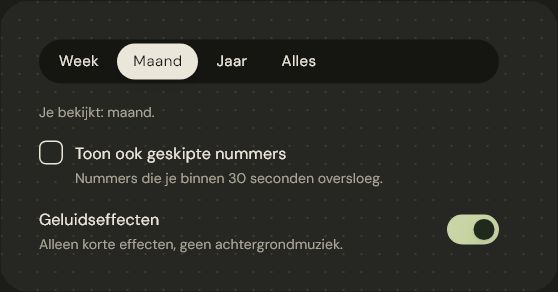 Week Maand Jaar Alles
Je bekijkt: maand.
Toon ook geskipte nummers
Nummers die je binnen 30 seconden oversloeg.
Geluidseffecten
Alleen korte effecten, geen achtergrondmuziek.